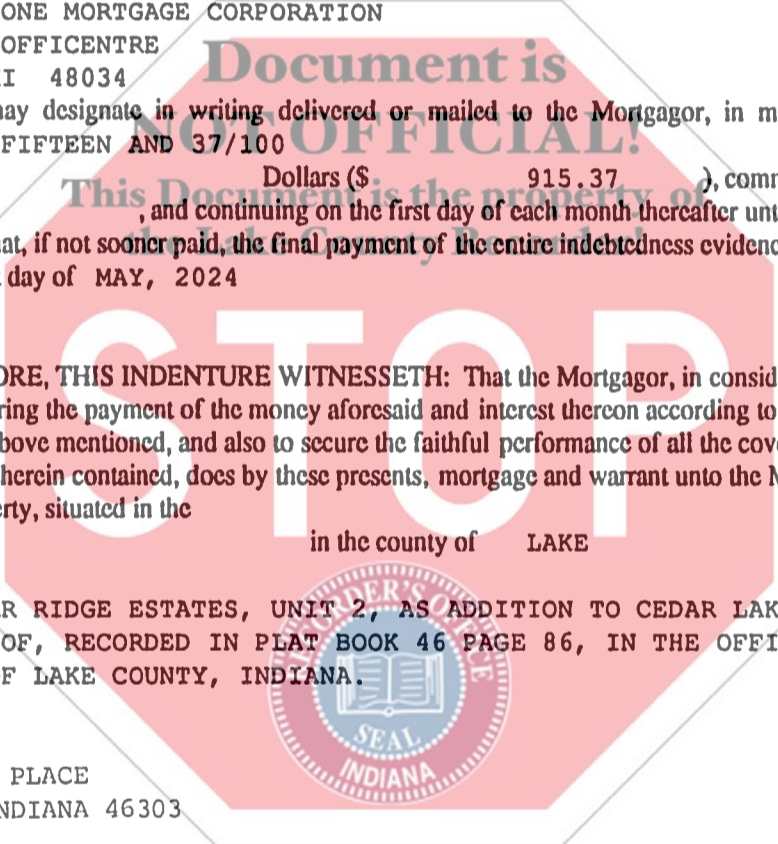 ONE MORTGAGE CORPORATION
OFFICENTRE
I 48034
Document is
may designate in writing delivered or mailed to the Mortgagor, in m
NOT OFFICIAL!
FIFTEEN AND 37/100
Dollars ($ 915.37 ), comm
This Document is the property of
, and continuing on the first day of each month thereafter unt
the Lake County Recorder!
at, if not sooner paid, the final payment of the entire indebtedness evidenc
day of MAY, 2024
STOP
ORE, THIS INDENTURE WITNESSETH: That the Mortgagor, in consid
ring the payment of the money aforesaid and interest thereon according to
bove mentioned, and also to secure the faithful performance of all the cov
herein contained, does by these presents, mortgage and warrant unto the M
rty, situated in the
in the county of LAKE
R RIDGE ESTATES, UNIT 2, AS ADDITION TO CEDAR LAK
OF, RECORDED IN PLAT BOOK 46 PAGE 86, IN THE OFFI
F LAKE COUNTY, INDIANA.
RECORDER'S OFFICE
SEAL
INDIANA
PLACE
NDIANA 46303